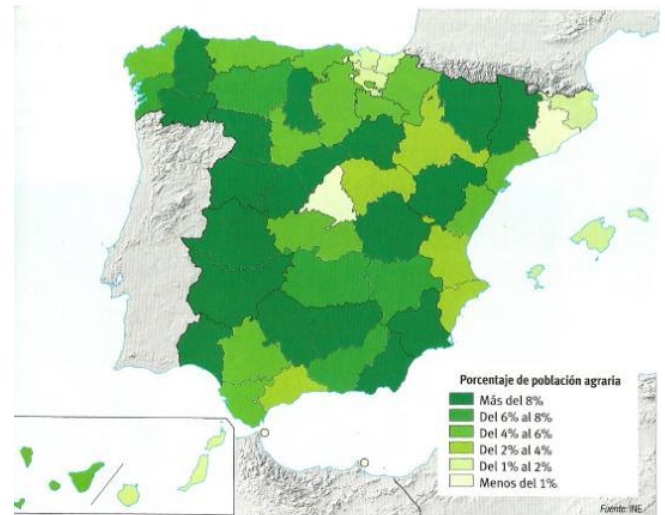 Porcentaje de población agraria
Más del 8%
Del 6% al 8%
Del 4% al 6%
Del 2% al 4%
Del 1% al 2%
Menos del 1%
Fuente: INE